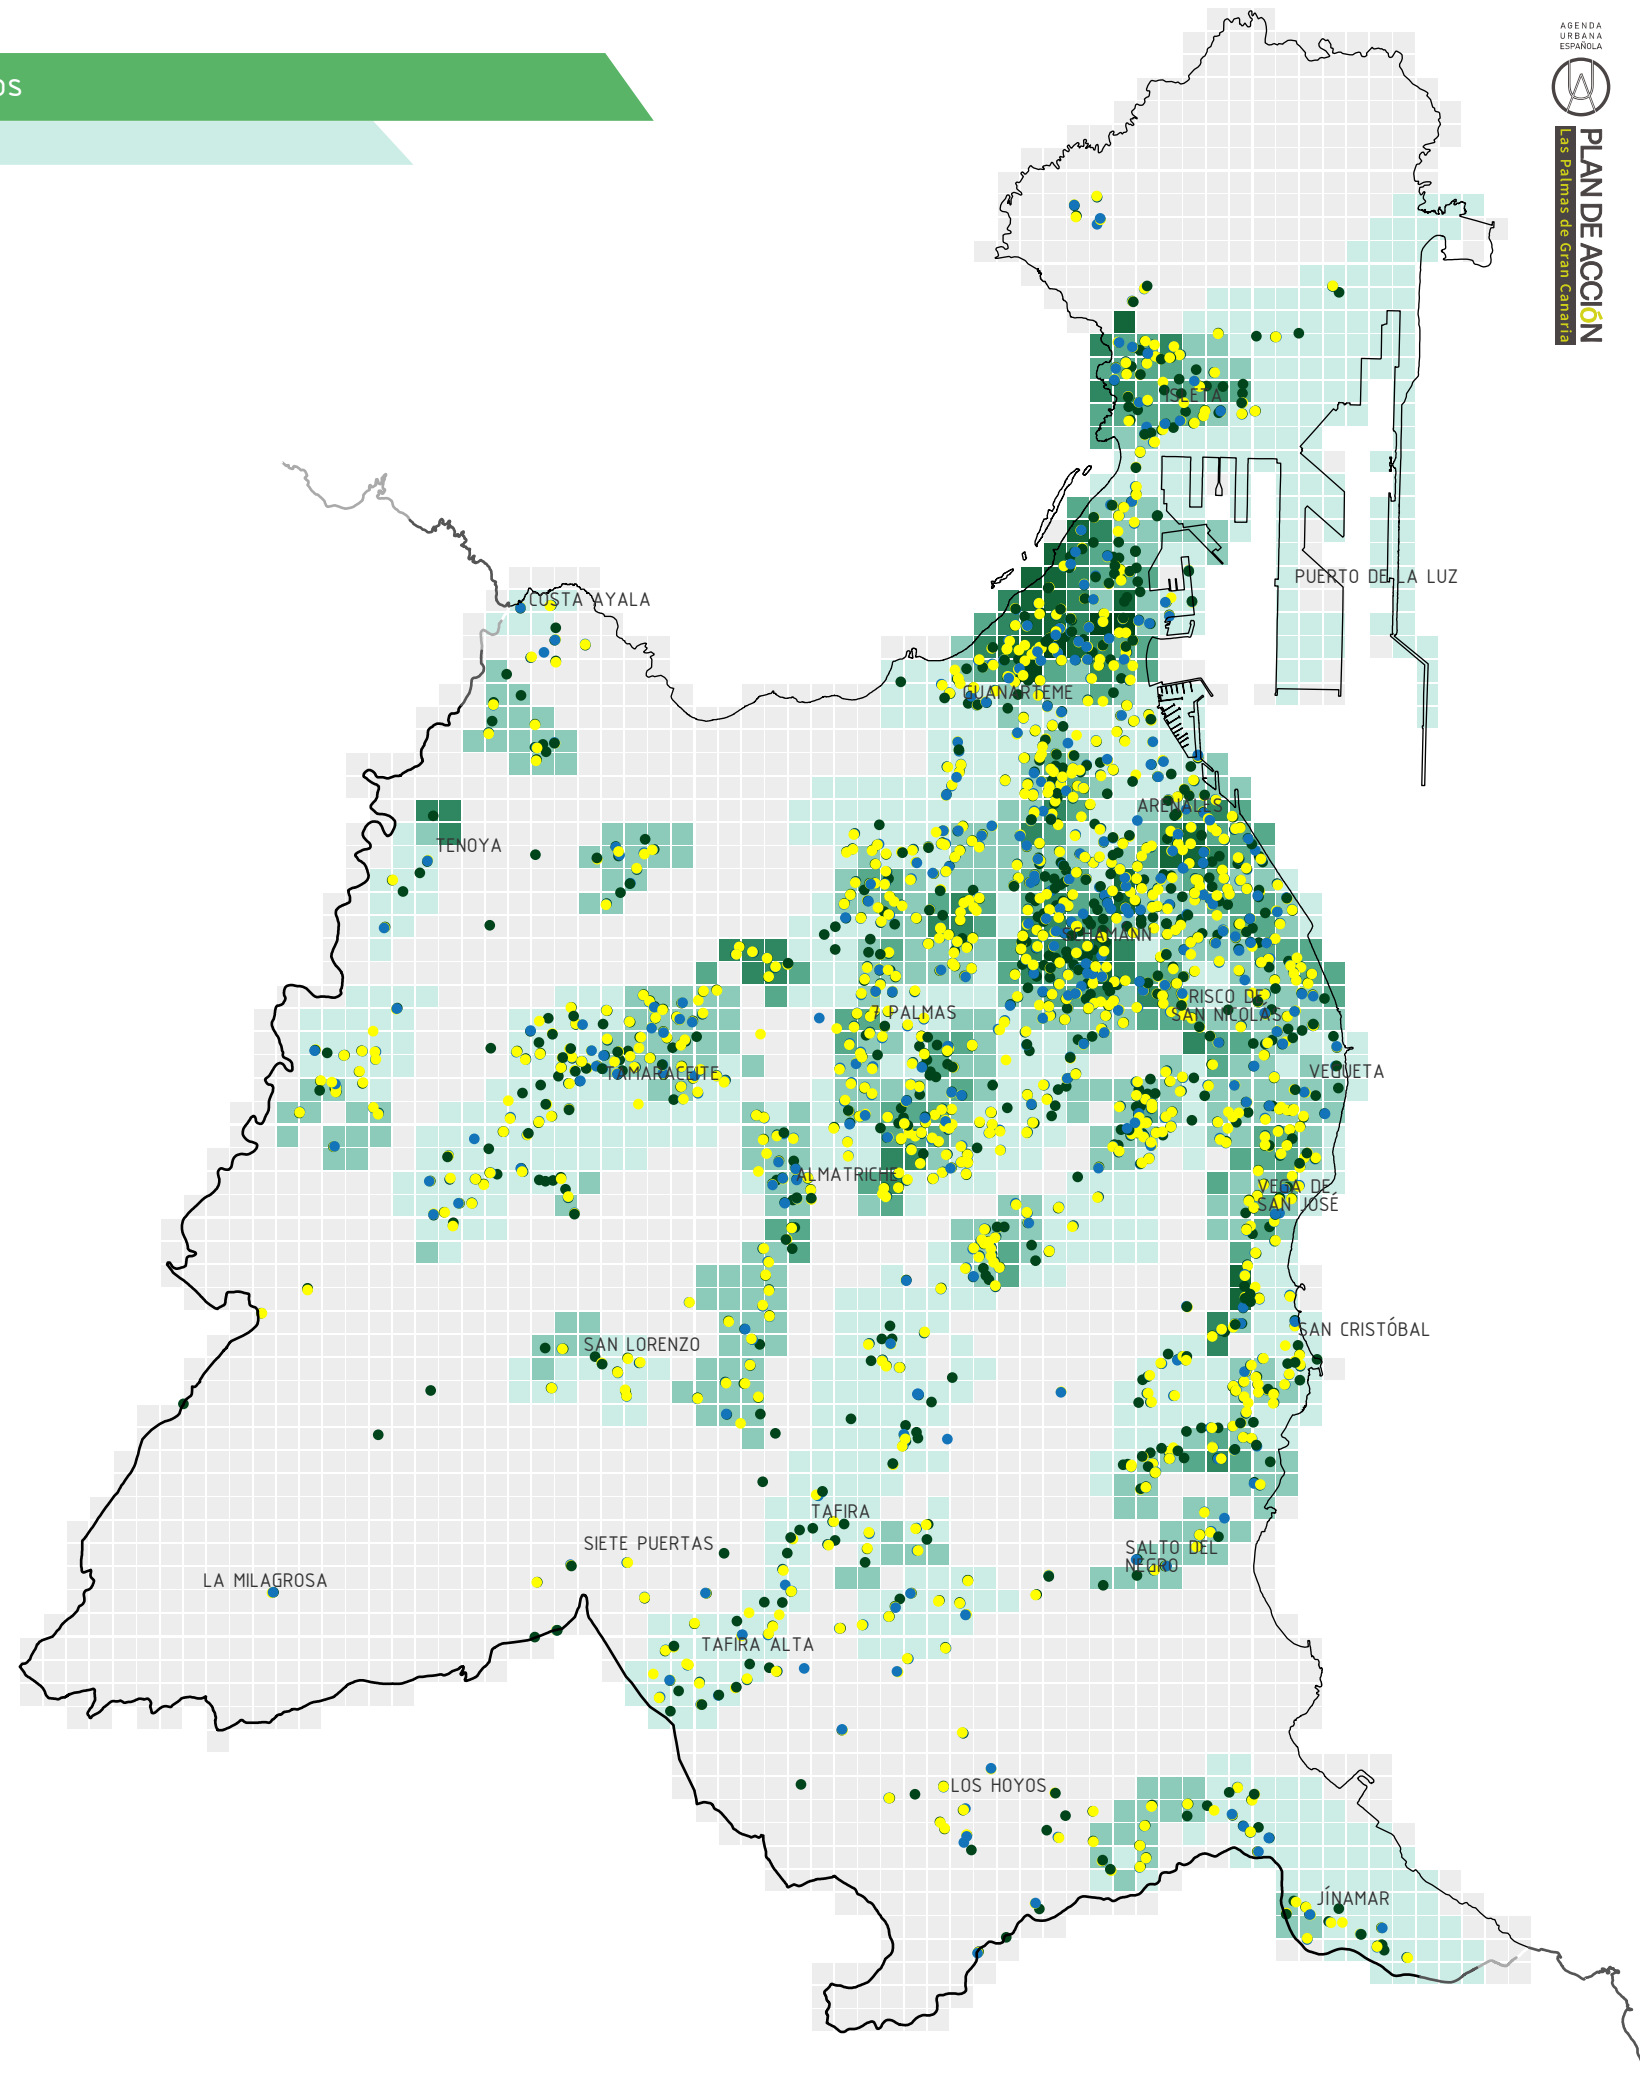 OS
AGENDA
URBANA
ESPAÑOLA
PLAN DE ACCIÓN
Las Palmas de Gran Canaria
ISLETA
PUERTO DE LA LUZ
COSTA AYALA
GUANARTEME
ARENALES
TENOYA
SCHAMANN
RISCO DE
SAN NICOLAS
7 PALMAS
VEGUETA
TAMARACEITE
ALMATRICHE
VEGA DE
SAN JOSÉ
SAN CRISTÓBAL
SAN LORENZO
TAFIRA
SIETE PUERTAS
SALTO DEL
NEGRO
LA MILAGROSA
TAFIRA ALTA
LOS HOYOS
JÍNAMAR